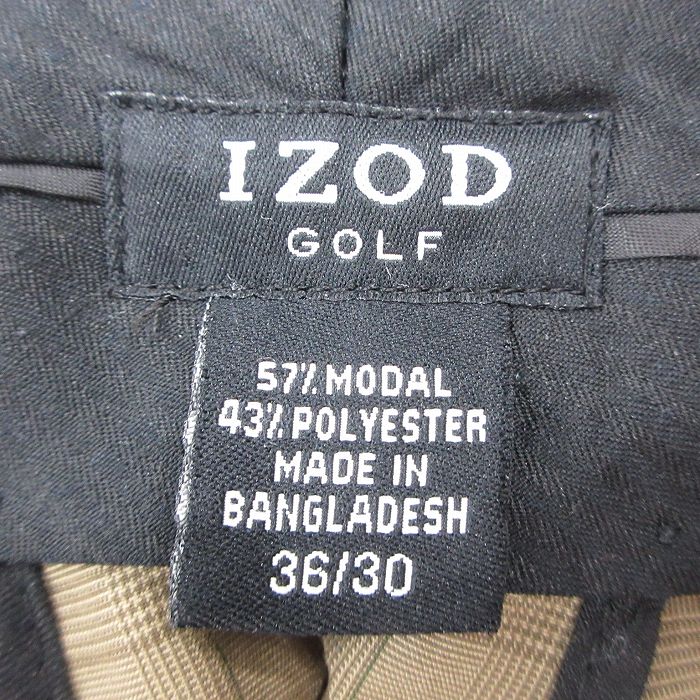 IZOD
GOLF
57% MODAL
43% POLYESTER
MADE IN
BANGLADESH
36/30